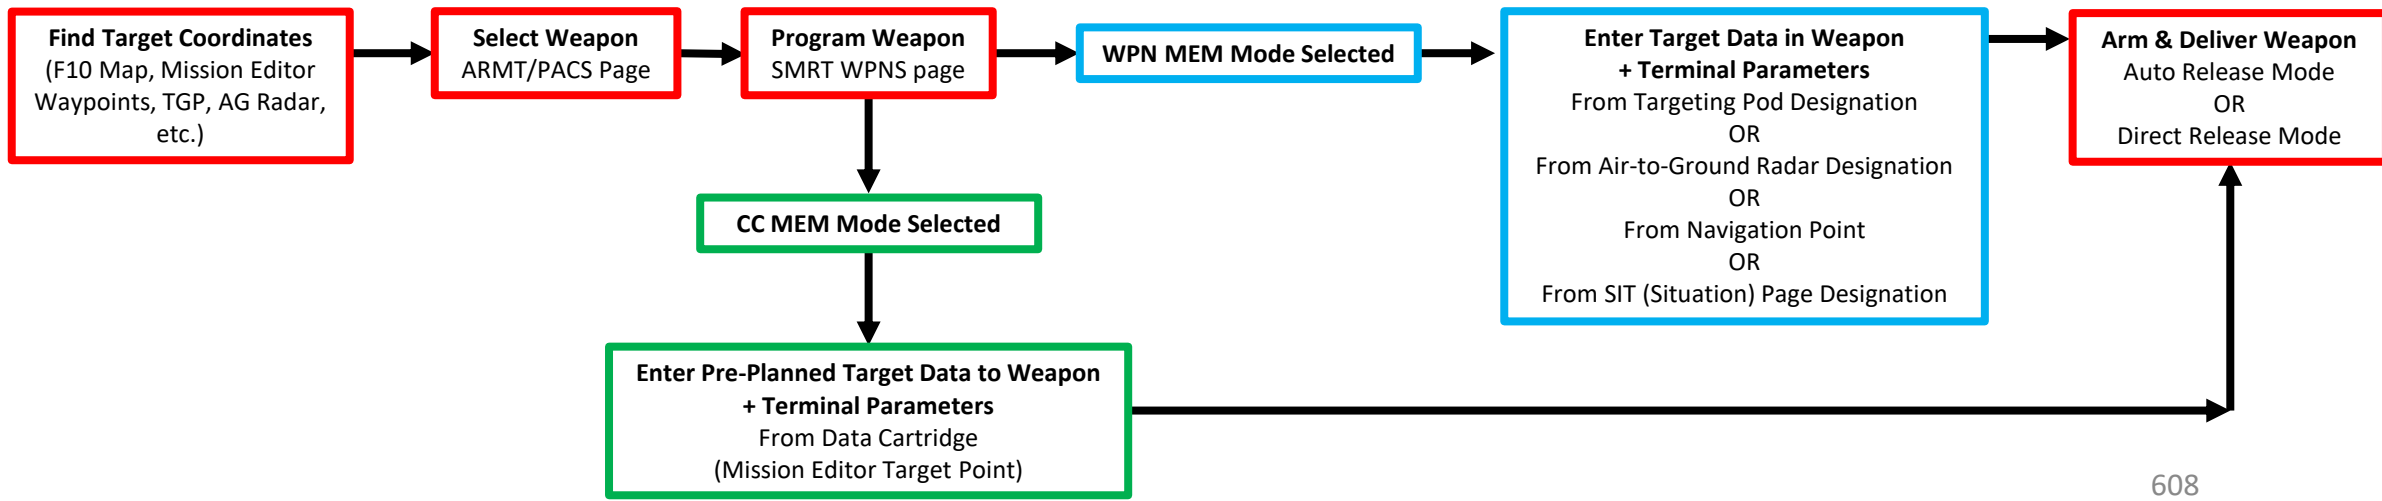 Find Target Coordinates
(F10 Map, Mission Editor
Waypoints, TGP, AG Radar,
etc.)
Select Weapon
ARMT/PACS Page
Program Weapon
SMRT WPNS page
WPN MEM Mode Selected
Enter Target Data in Weapon
+ Terminal Parameters
From Targeting Pod Designation
OR
From Air-to-Ground Radar Designation
OR
From Navigation Point
OR
From SIT (Situation) Page Designation
Arm & Deliver Weapon
Auto Release Mode
OR
Direct Release Mode
CC MEM Mode Selected
Enter Pre-Planned Target Data to Weapon
+ Terminal Parameters
From Data Cartridge
(Mission Editor Target Point)
608